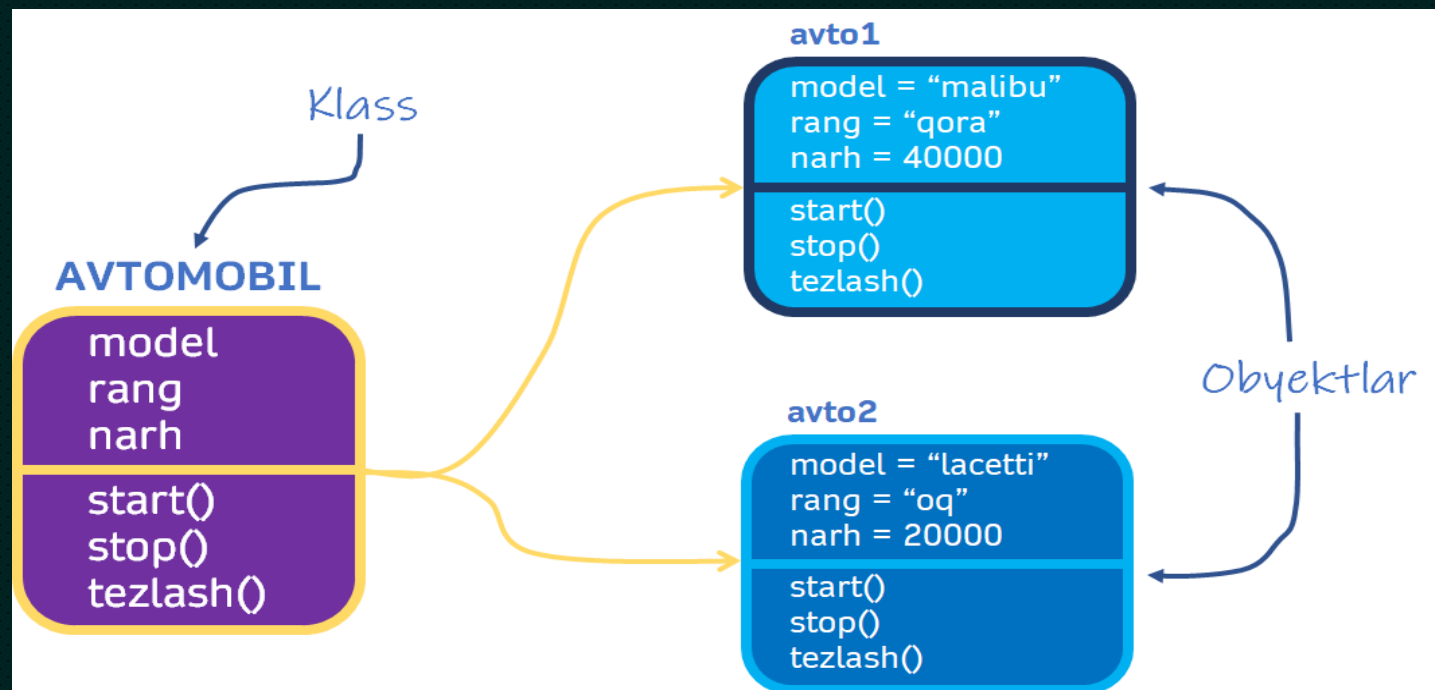 Klass
AVTOMOBIL
model
rang
narh
start()
stop()
tezlash()
avto1
model = “malibu”
rang = “qora”
narh = 40000
start()
stop()
tezlash()
avto2
model = “lacetti”
rang = “oq”
narh = 20000
start()
stop()
tezlash()
Obyektlar